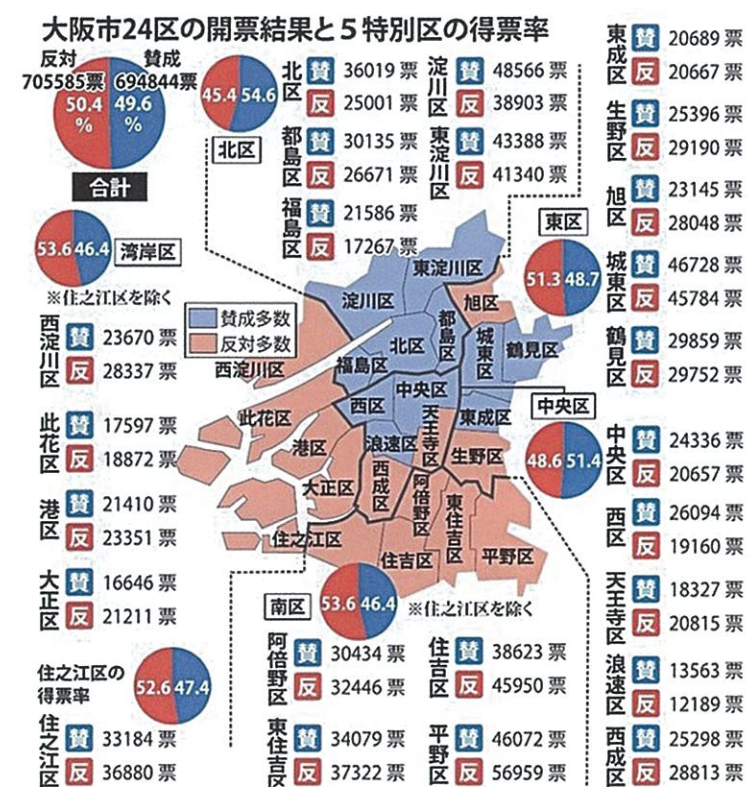 大阪市24区の開票結果と5特別区の得票率
反対 705585票
賛成 694844票
50.4%
49.6%
合計
45.4 54.6
北区
北区
賛 36019票
反 25001票
都島区
賛 30135票
反 26671票
福島区
賛 21586票
反 17267票
淀川区
賛 48566票
反 38903票
東淀川区
賛 43388票
反 41340票
東成区
賛 20689票
反 20667票
生野区
賛 25396票
反 29190票
旭区
賛 23145票
反 28048票
城東区
賛 46728票
反 45784票
鶴見区
賛 29859票
反 29752票
東区
51.3 48.7
53.6 46.4
湾岸区
※住之江区を除く
西淀川区
賛 23670票
反 28337票
此花区
賛 17597票
反 18872票
港区
賛 21410票
反 23351票
大正区
賛 16646票
反 21211票
賛成多数
反対多数
東淀川区
淀川区
旭区
都島区
北区
城東区
鶴見区
西淀川区
福島区
中央区
西区
東成区
此花区
天王寺区
浪速区
港区
生野区
西成区
大正区
阿倍野区
東住吉区
住之江区
住吉区
平野区
中央区
48.6 51.4
中央区
賛 24336票
反 20657票
西区
賛 26094票
反 19160票
天王寺区
賛 18327票
反 20815票
浪速区
賛 13563票
反 12189票
西成区
賛 25298票
反 28813票
南区
53.6 46.4
※住之江区を除く
阿倍野区
賛 30434票
反 32446票
住吉区
賛 38623票
反 45950票
東住吉区
賛 34079票
反 37322票
平野区
賛 46072票
反 56959票
住之江区の
得票率
52.6 47.4
住之江区
賛 33184票
反 36880票